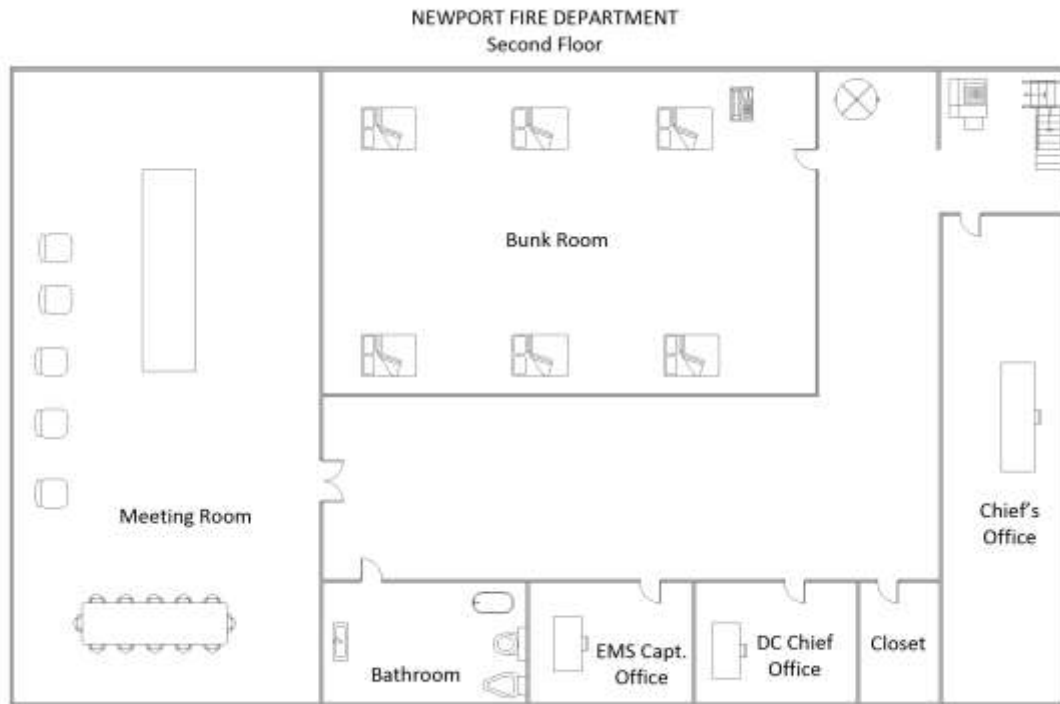 NEWPORT FIRE DEPARTMENT
Second Floor
Bunk Room
Meeting Room
Chief's
Office
Bathroom
EMS Capt.
Office
DC Chief
Office
Closet